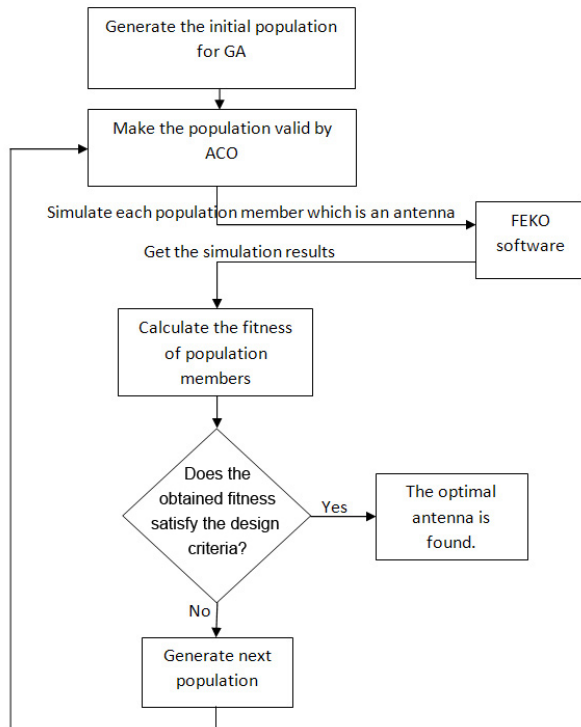 Generate the initial population
for GA
Make the population valid by
ACO
Simulate each population member which is an antenna
FEKO
software
Get the simulation results
Calculate the fitness
of population
members
Does the
obtained fitness
satisfy the design
criteria?
Yes
The optimal
antenna is
found.
No
Generate next
population